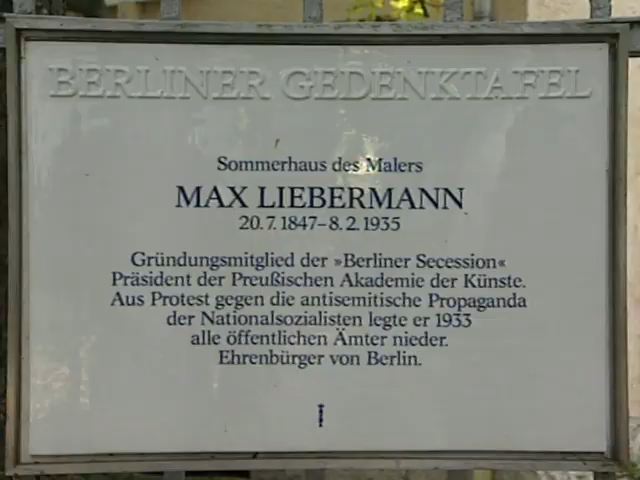 BERLINER GEDENKTAFEL
Sommerhaus des Malers
MAX LIEBERMANN
20.7.1847–8.2.1935
Gründungsmitglied der »Berliner Secession«
Präsident der Preußischen Akademie der Künste.
Aus Protest gegen die antisemitische Propaganda
der Nationalsozialisten legte er 1933
alle öffentlichen Ämter nieder.
Ehrenbürger von Berlin.